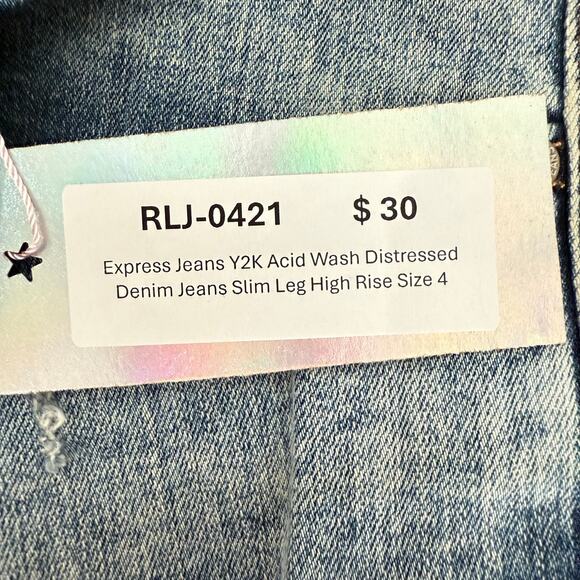 RLJ-0421 $ 30
Express Jeans Y2K Acid Wash Distressed
Denim Jeans Slim Leg High Rise Size 4